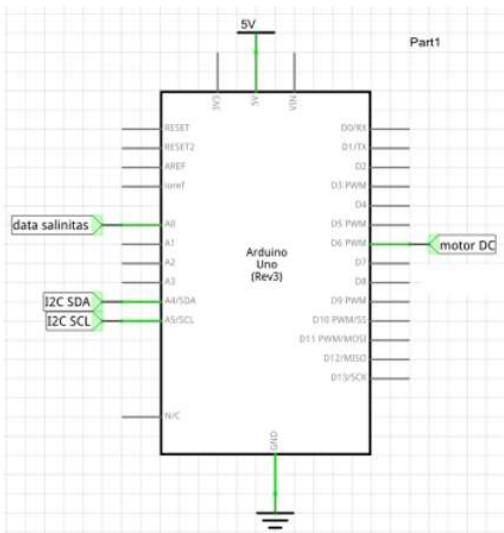 5V
Part1
3V3
5V
VIN
RESET
RESET2
AREF
ioref
data salinitas
A0
A1
A2
A3
I2C SDA
A4/SDA
I2C SCL
A5/SCL
N/C
Arduino
Uno
(Rev3)
D0/RX
D1/TX
D2
D3 PWM
D4
D5 PWM
D6 PWM
motor DC
D7
D8
D9 PWM
D10 PWM/SS
D11 PWM/MOSI
D12/MISO
D13/SCK
GND